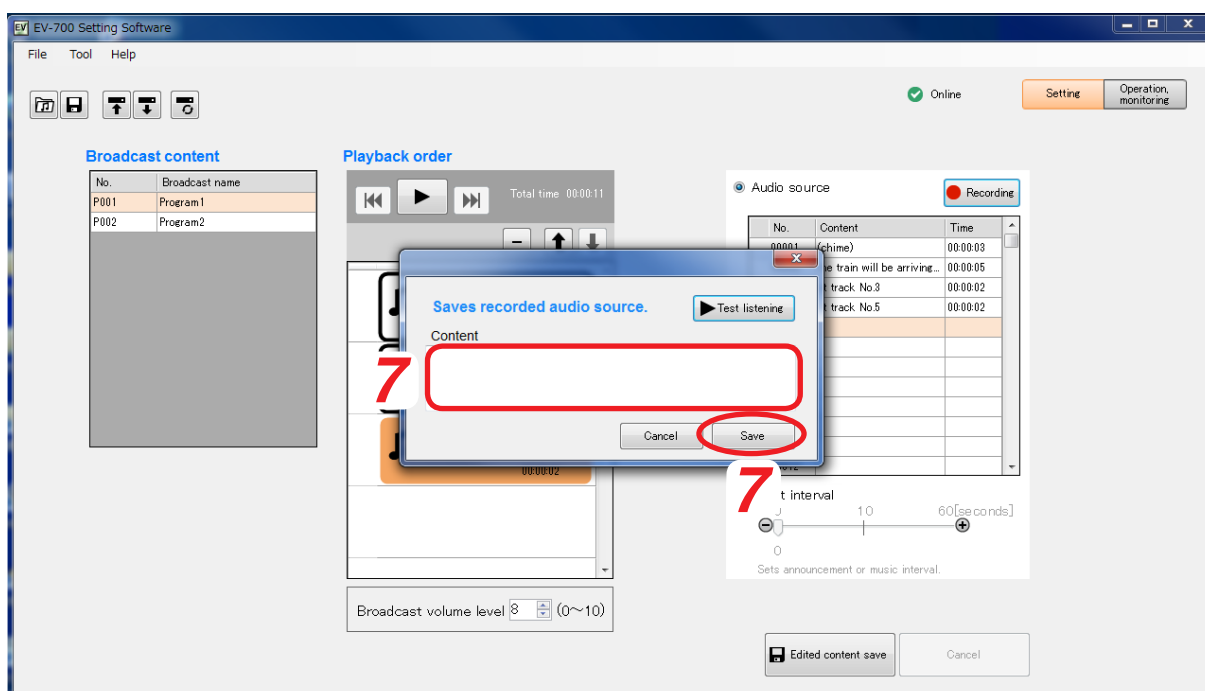 EV EV-700 Setting Software
File Tool Help
Online
Setting
Operation, monitoring
Broadcast content
No. Broadcast name
P001 Program1
P002 Program2
Playback order
Total time 00:00:11
00:00:02
Broadcast volume level 8 (0～10)
Audio source
Recording
No. Content Time
00001 (chime) 00:00:03
he train will be arriving... 00:00:05
t track No.3 00:00:02
t track No.5 00:00:02
Saves recorded audio source.
Test listening
Content
7
Cancel Save
7
t interval
10 60[seconds]
0
Sets announcement or music interval.
Edited content save
Cancel